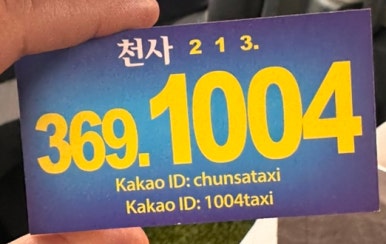 천사 2 1 3.
369.1004
Kakao ID: chunsataxi
Kakao ID: 1004taxi